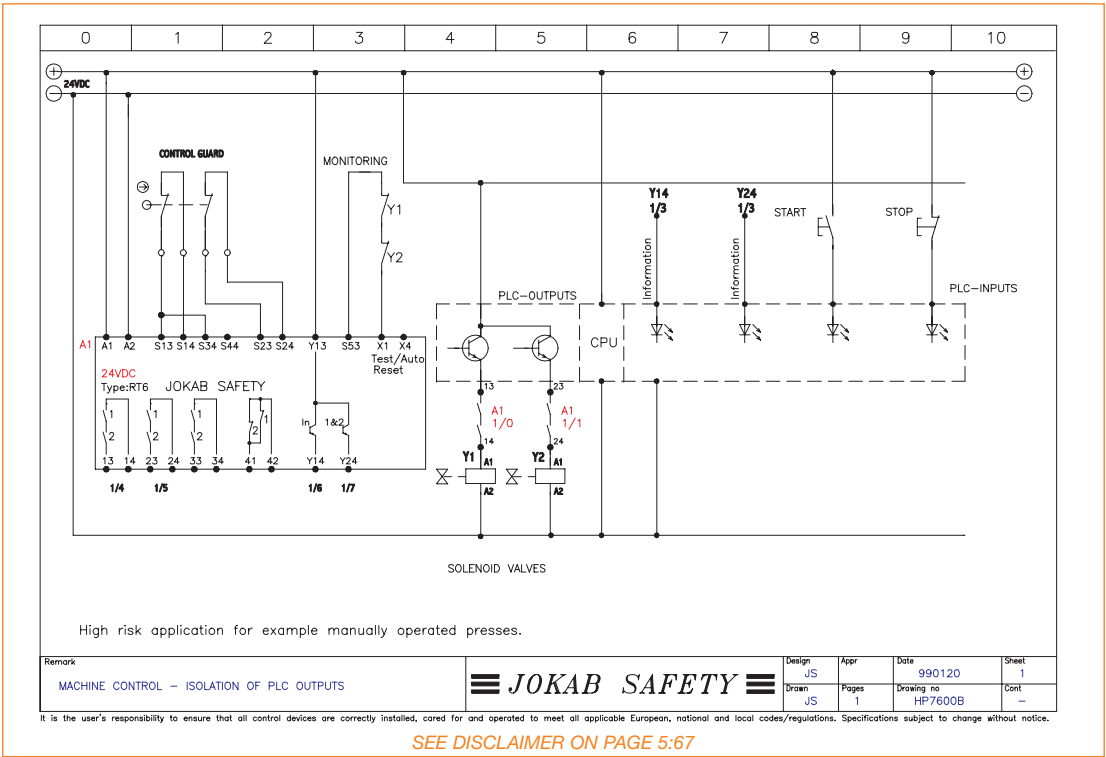 0 1 2 3 4 5 6 7 8 9 10
+ +
24VDC
− −
CONTROL GUARD
MONITORING
Y1
Y2
Y14
1/3
Y24
1/3
START
STOP
Information
Information
PLC-OUTPUTS
PLC-INPUTS
CPU
A1
A1 A2 S13 S14 S34 S44 S23 S24 Y13 S53 X1 X4
Test/Auto
Reset
24VDC
Type:RT6 JOKAB SAFETY
1 1 1 1
2 2 2 2
In 1&2
13 14 23 24 33 34 41 42 Y14 Y24
1/4 1/5 1/6 1/7
13 23
A1
1/0
A1
1/1
14 24
Y1 A1 Y2 A1
A2 A2
SOLENOID VALVES
High risk application for example manually operated presses.
Remark
MACHINE CONTROL – ISOLATION OF PLC OUTPUTS
JOKAB SAFETY
Design Appr Date Sheet
JS 990120 1
Drawn Pages Drawing no Cont
JS 1 HP7600B –
It is the user's responsibility to ensure that all control devices are correctly installed, cared for and operated to meet all applicable European, national and local codes/regulations. Specifications subject to change without notice.
SEE DISCLAIMER ON PAGE 5:67